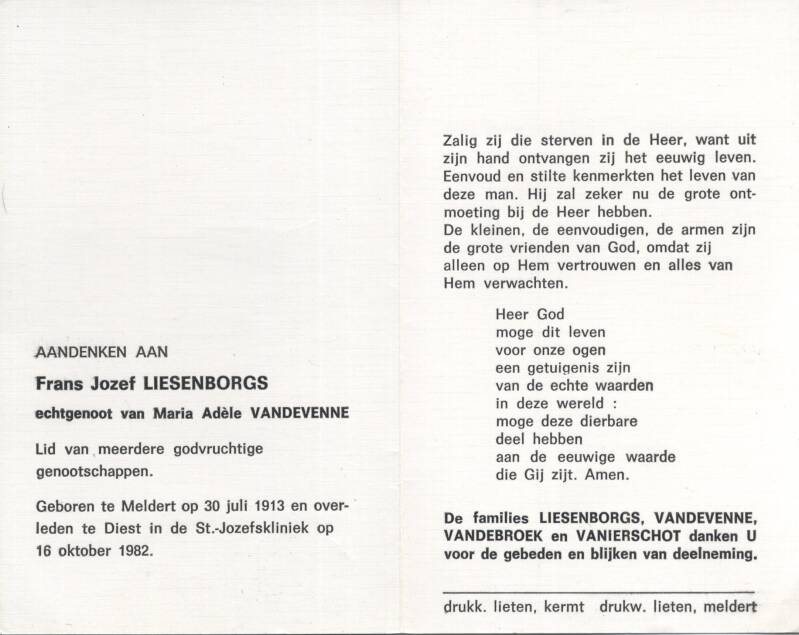 AANDENKEN AAN
Frans Jozef LIESENBORGS
echtgenoot van Maria Adèle VANDEVENNE
Lid van meerdere godvruchtige
genootschappen.
Geboren te Meldert op 30 juli 1913 en over-
leden te Diest in de St.-Jozefskliniek op
16 oktober 1982.
Zalig zij die sterven in de Heer, want uit
zijn hand ontvangen zij het eeuwig leven.
Eenvoud en stilte kenmerkten het leven van
deze man. Hij zal zeker nu de grote ont-
moeting bij de Heer hebben.
De kleinen, de eenvoudigen, de armen zijn
de grote vrienden van God, omdat zij
alleen op Hem vertrouwen en alles van
Hem verwachten.
Heer God
moge dit leven
voor onze ogen
een getuigenis zijn
van de echte waarden
in deze wereld :
moge deze dierbare
deel hebben
aan de eeuwige waarde
die Gij zijt. Amen.
De families LIESENBORGS, VANDEVENNE,
VANDEBROEK en VANIERSCHOT danken U
voor de gebeden en blijken van deelneming.
drukk. lieten, kermt drukw. lieten, meldert